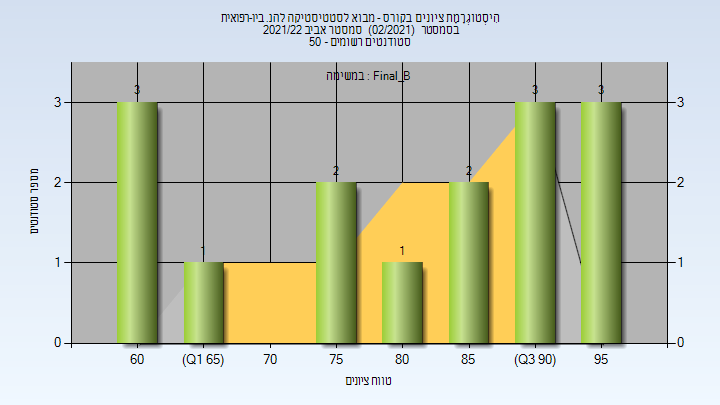 הִיסְטוֹגְרָמַת ציונים בקורס - מבוא לסטטיסטיקה להנ. ביו-רפואית
בסמסטר (02/2021) סמסטר אביב 2021/22
סטודנטים רשומים - 50
במשימה : Final_B
3 1 2 1 2 3 3
3 3
2 2
1 1
0 0
מספר סטודנטים
60 (Q1 65) 70 75 80 85 (Q3 90) 95
טווח ציונים